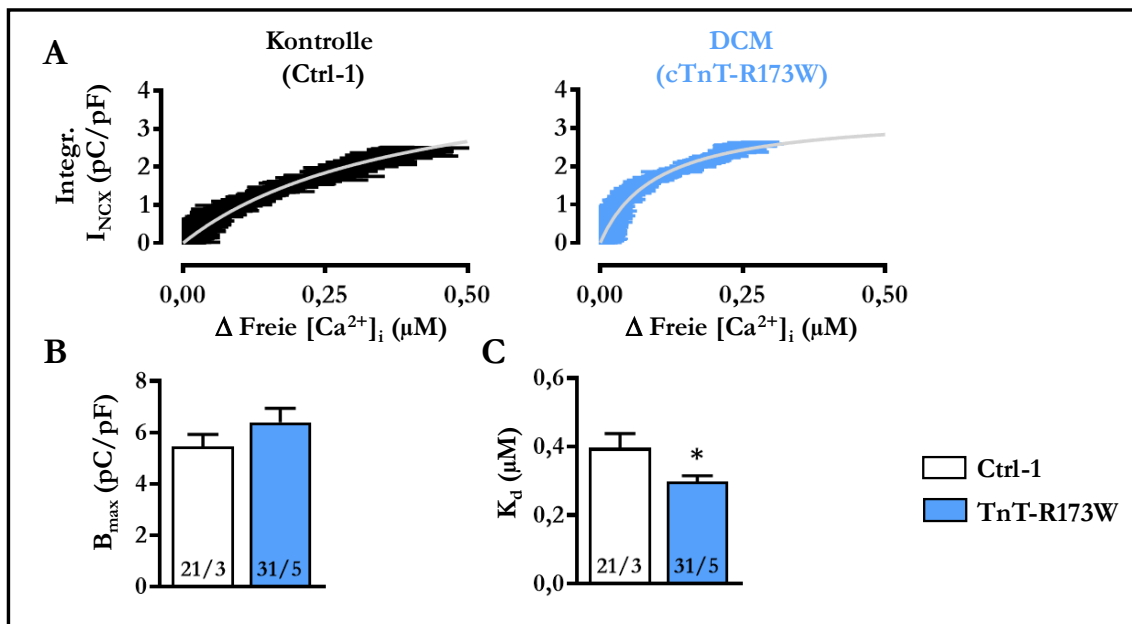 A
Kontrolle
(Ctrl-1)
DCM
(cTnT-R173W)
Integr.
I_NCX (pC/pF)
4
3
2
1
0
0,00
0,25
0,50
Δ Freie [Ca²⁺]ᵢ (µM)
4
3
2
1
0
0,00
0,25
0,50
Δ Freie [Ca²⁺]ᵢ (µM)
B
B_max (pC/pF)
8
6
4
2
0
21/3
31/5
C
K_d (µM)
0,6
0,4
0,2
0,0
*
21/3
31/5
Ctrl-1
TnT-R173W